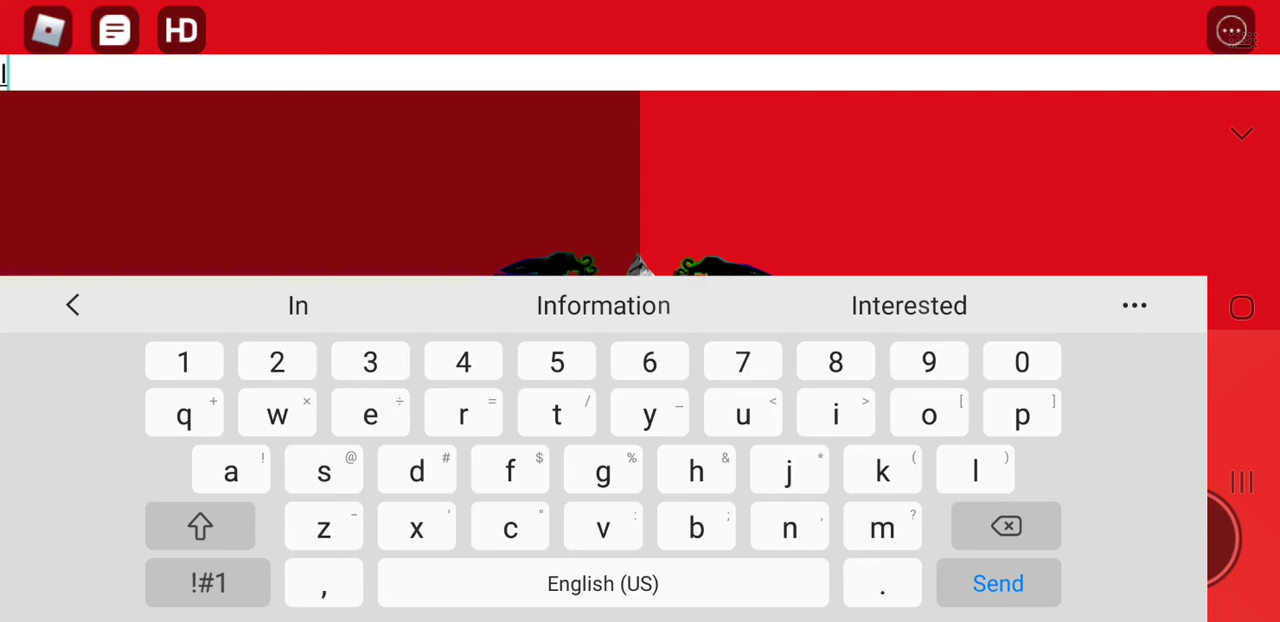 HD
I
In Information Interested
1 2 3 4 5 6 7 8 9 0
q + w × e ÷ r = t / y _ u < i > o [ p ]
a ! s @ d # f $ g % h & j * k ( l )
z - x ' c " v : b ; n , m ?
!#1 , English (US) . Send